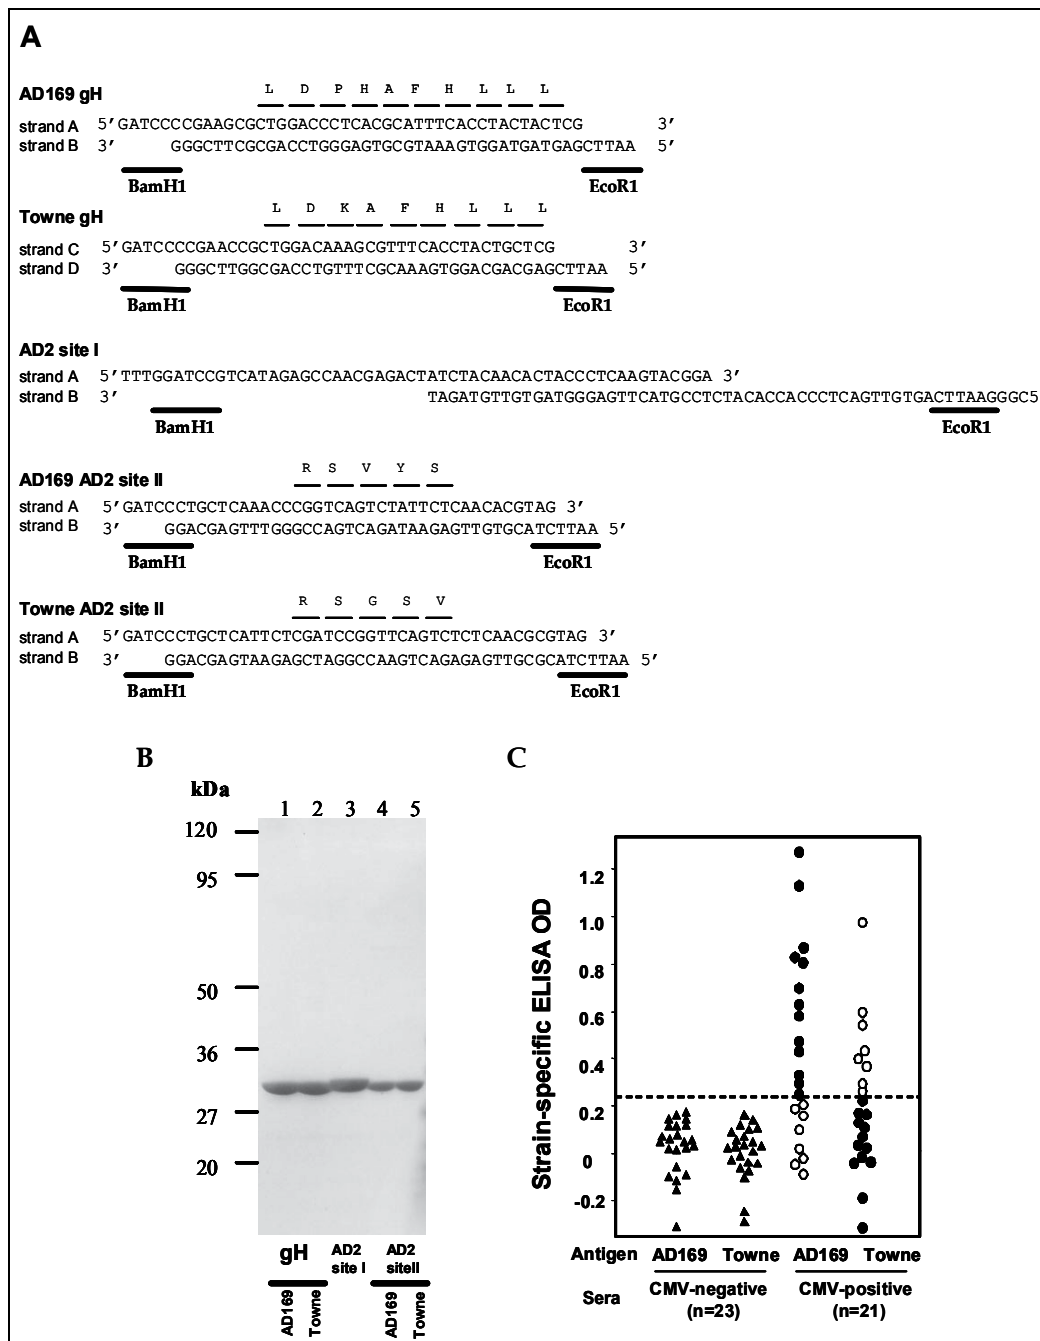 A
L D P H A F H L L L
AD169 gH
strand A 5’GATCCCCGAAGCGCTGGACCCTCACGCATTTCACCTACTACTCG 3’
strand B 3’ GGGCTTCGCGACCTGGGAGTGCGTAAAGTGGATGATGAGCTTAA 5’
BamH1 EcoR1
L D K A F H L L L
Towne gH
strand C 5’GATCCCCGAACCGCTGGACAAAGCGTTTCACCTACTGCTCG 3’
strand D 3’ GGGCTTGGCGACCTGTTTCGCAAAGTGGACGACGAGCTTAA 5’
BamH1 EcoR1
AD2 site I
strand A 5’TTTGGATCCGTCATAGAGCCAACGAGACTATCTACAACACTACCCTCAAGTACGGA 3’
strand B 3’ TAGATGTTGTGATGGGAGTTCATGCCTCTACACCACCCTCAGTTGTGACTTAAGGGC5
BamH1 EcoR1
R S V Y S
AD169 AD2 site II
strand A 5’GATCCCTGCTCAAACCCGGTCAGTCTATTCTCAACACGTAG 3’
strand B 3’ GGACGAGTTTGGGCCAGTCAGATAAGAGTTGTGCATCTTAA 5’
BamH1 EcoR1
R S G S V
Towne AD2 site II
strand A 5’GATCCCTGCTCATTCTCGATCCGGTTCAGTCTCTCAACGCGTAG 3’
strand B 3’ GGACGAGTAAGAGCTAGGCCAAGTCAGAGAGTTGCGCATCTTAA 5’
BamH1 EcoR1
B
kDa
1 2 3 4 5
120
95
50
36
27
20
gH AD2 site I AD2 siteII
AD169 Towne AD169 Towne
C
Strain-specific ELISA OD
1.2
1.0
0.8
0.6
0.4
0.2
0
-0.2
Antigen AD169 Towne AD169 Towne
Sera CMV-negative (n=23) CMV-positive (n=21)